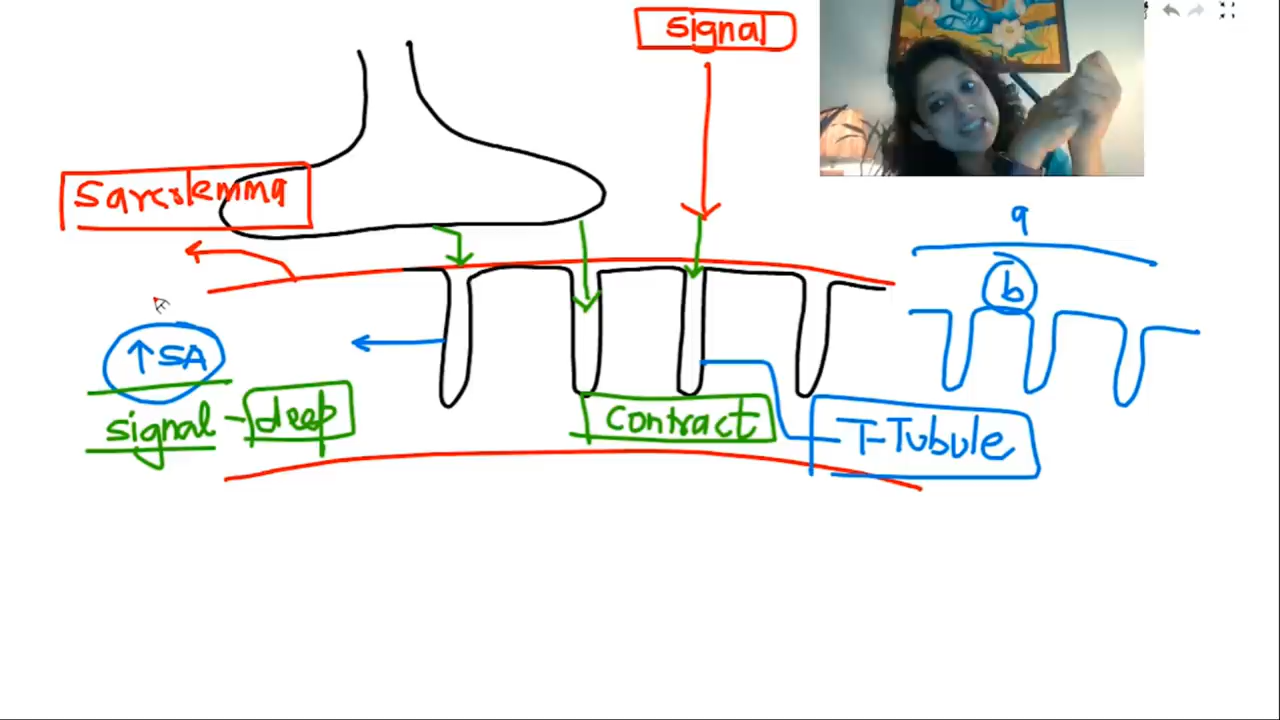 signal
Sarcolemma
a
b
↑SA
signal - deep
contract
T-Tubule